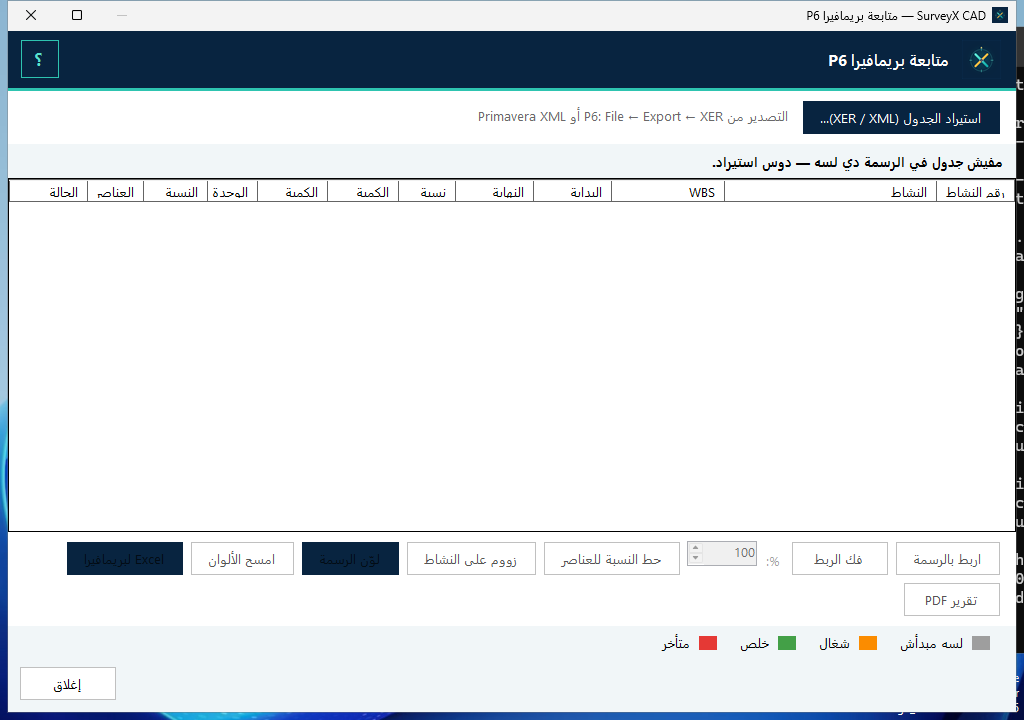 SurveyX CAD — متابعة بريمافيرا P6
متابعة بريمافيرا P6
؟
استيراد الجدول (XER / XML)...
التصدير من P6: File ← Export ← XER أو Primavera XML
مفيش جدول في الرسمة دي لسه — دوس استيراد.
رقم النشاط النشاط WBS البداية النهاية نسبة الكمية الكمية الوحدة النسبة العناصر الحالة
اربط بالرسمة فك الربط %: 100 حط النسبة للعناصر زووم على النشاط لوّن الرسمة امسح الألوان Excel لبريمافيرا
تقرير PDF
لسه مبدأش شغال خلص متأخر
إغلاق